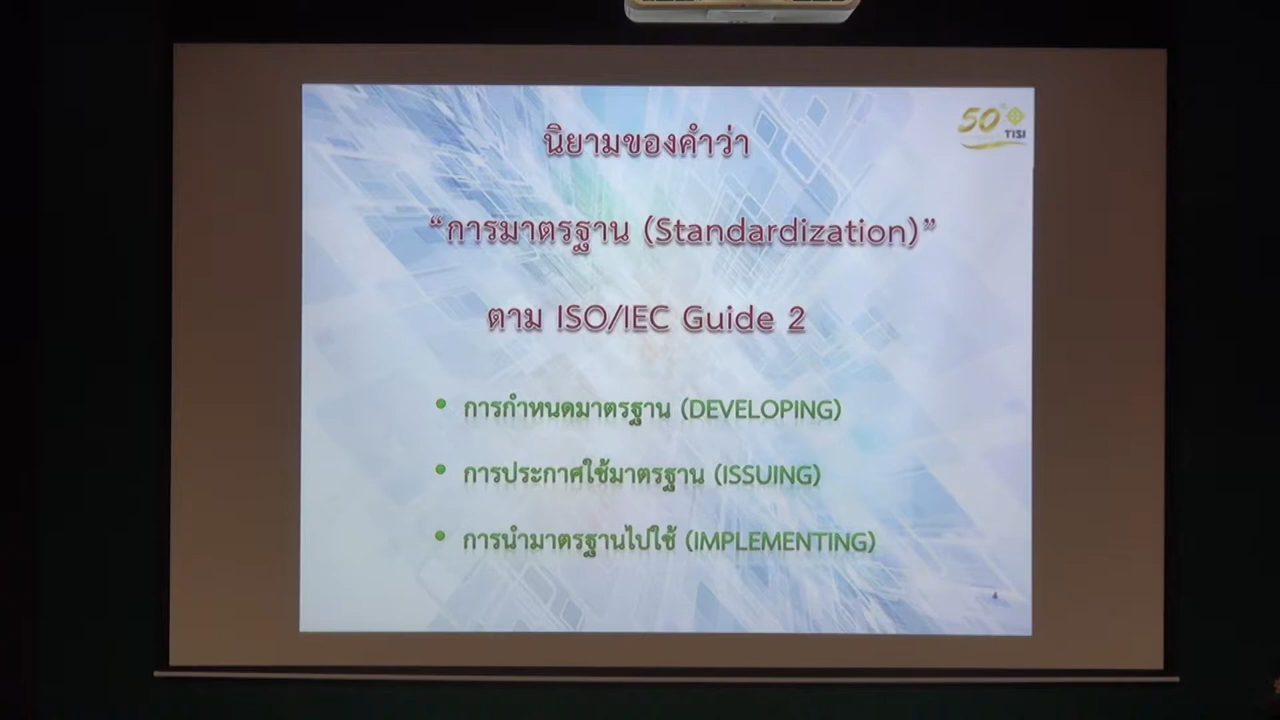 50 TISI
นิยามของคำว่า
“การมาตรฐาน (Standardization)”
ตาม ISO/IEC Guide 2
• การกำหนดมาตรฐาน (DEVELOPING)
• การประกาศใช้มาตรฐาน (ISSUING)
• การนำมาตรฐานไปใช้ (IMPLEMENTING)
4